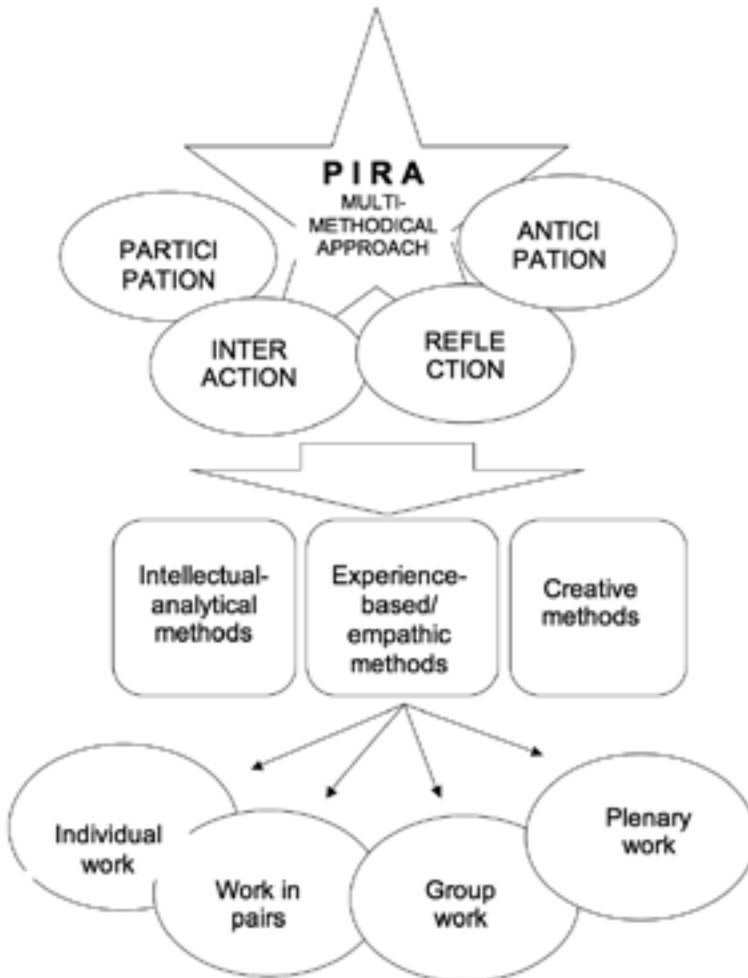 P I R A
MULTI-
METHODICAL
APPROACH
PARTICI
PATION
INTER
ACTION
REFLE
CTION
ANTICI
PATION
Intellectual-
analytical
methods
Experience-
based/
empathic
methods
Creative
methods
Individual
work
Work in
pairs
Group
work
Plenary
work